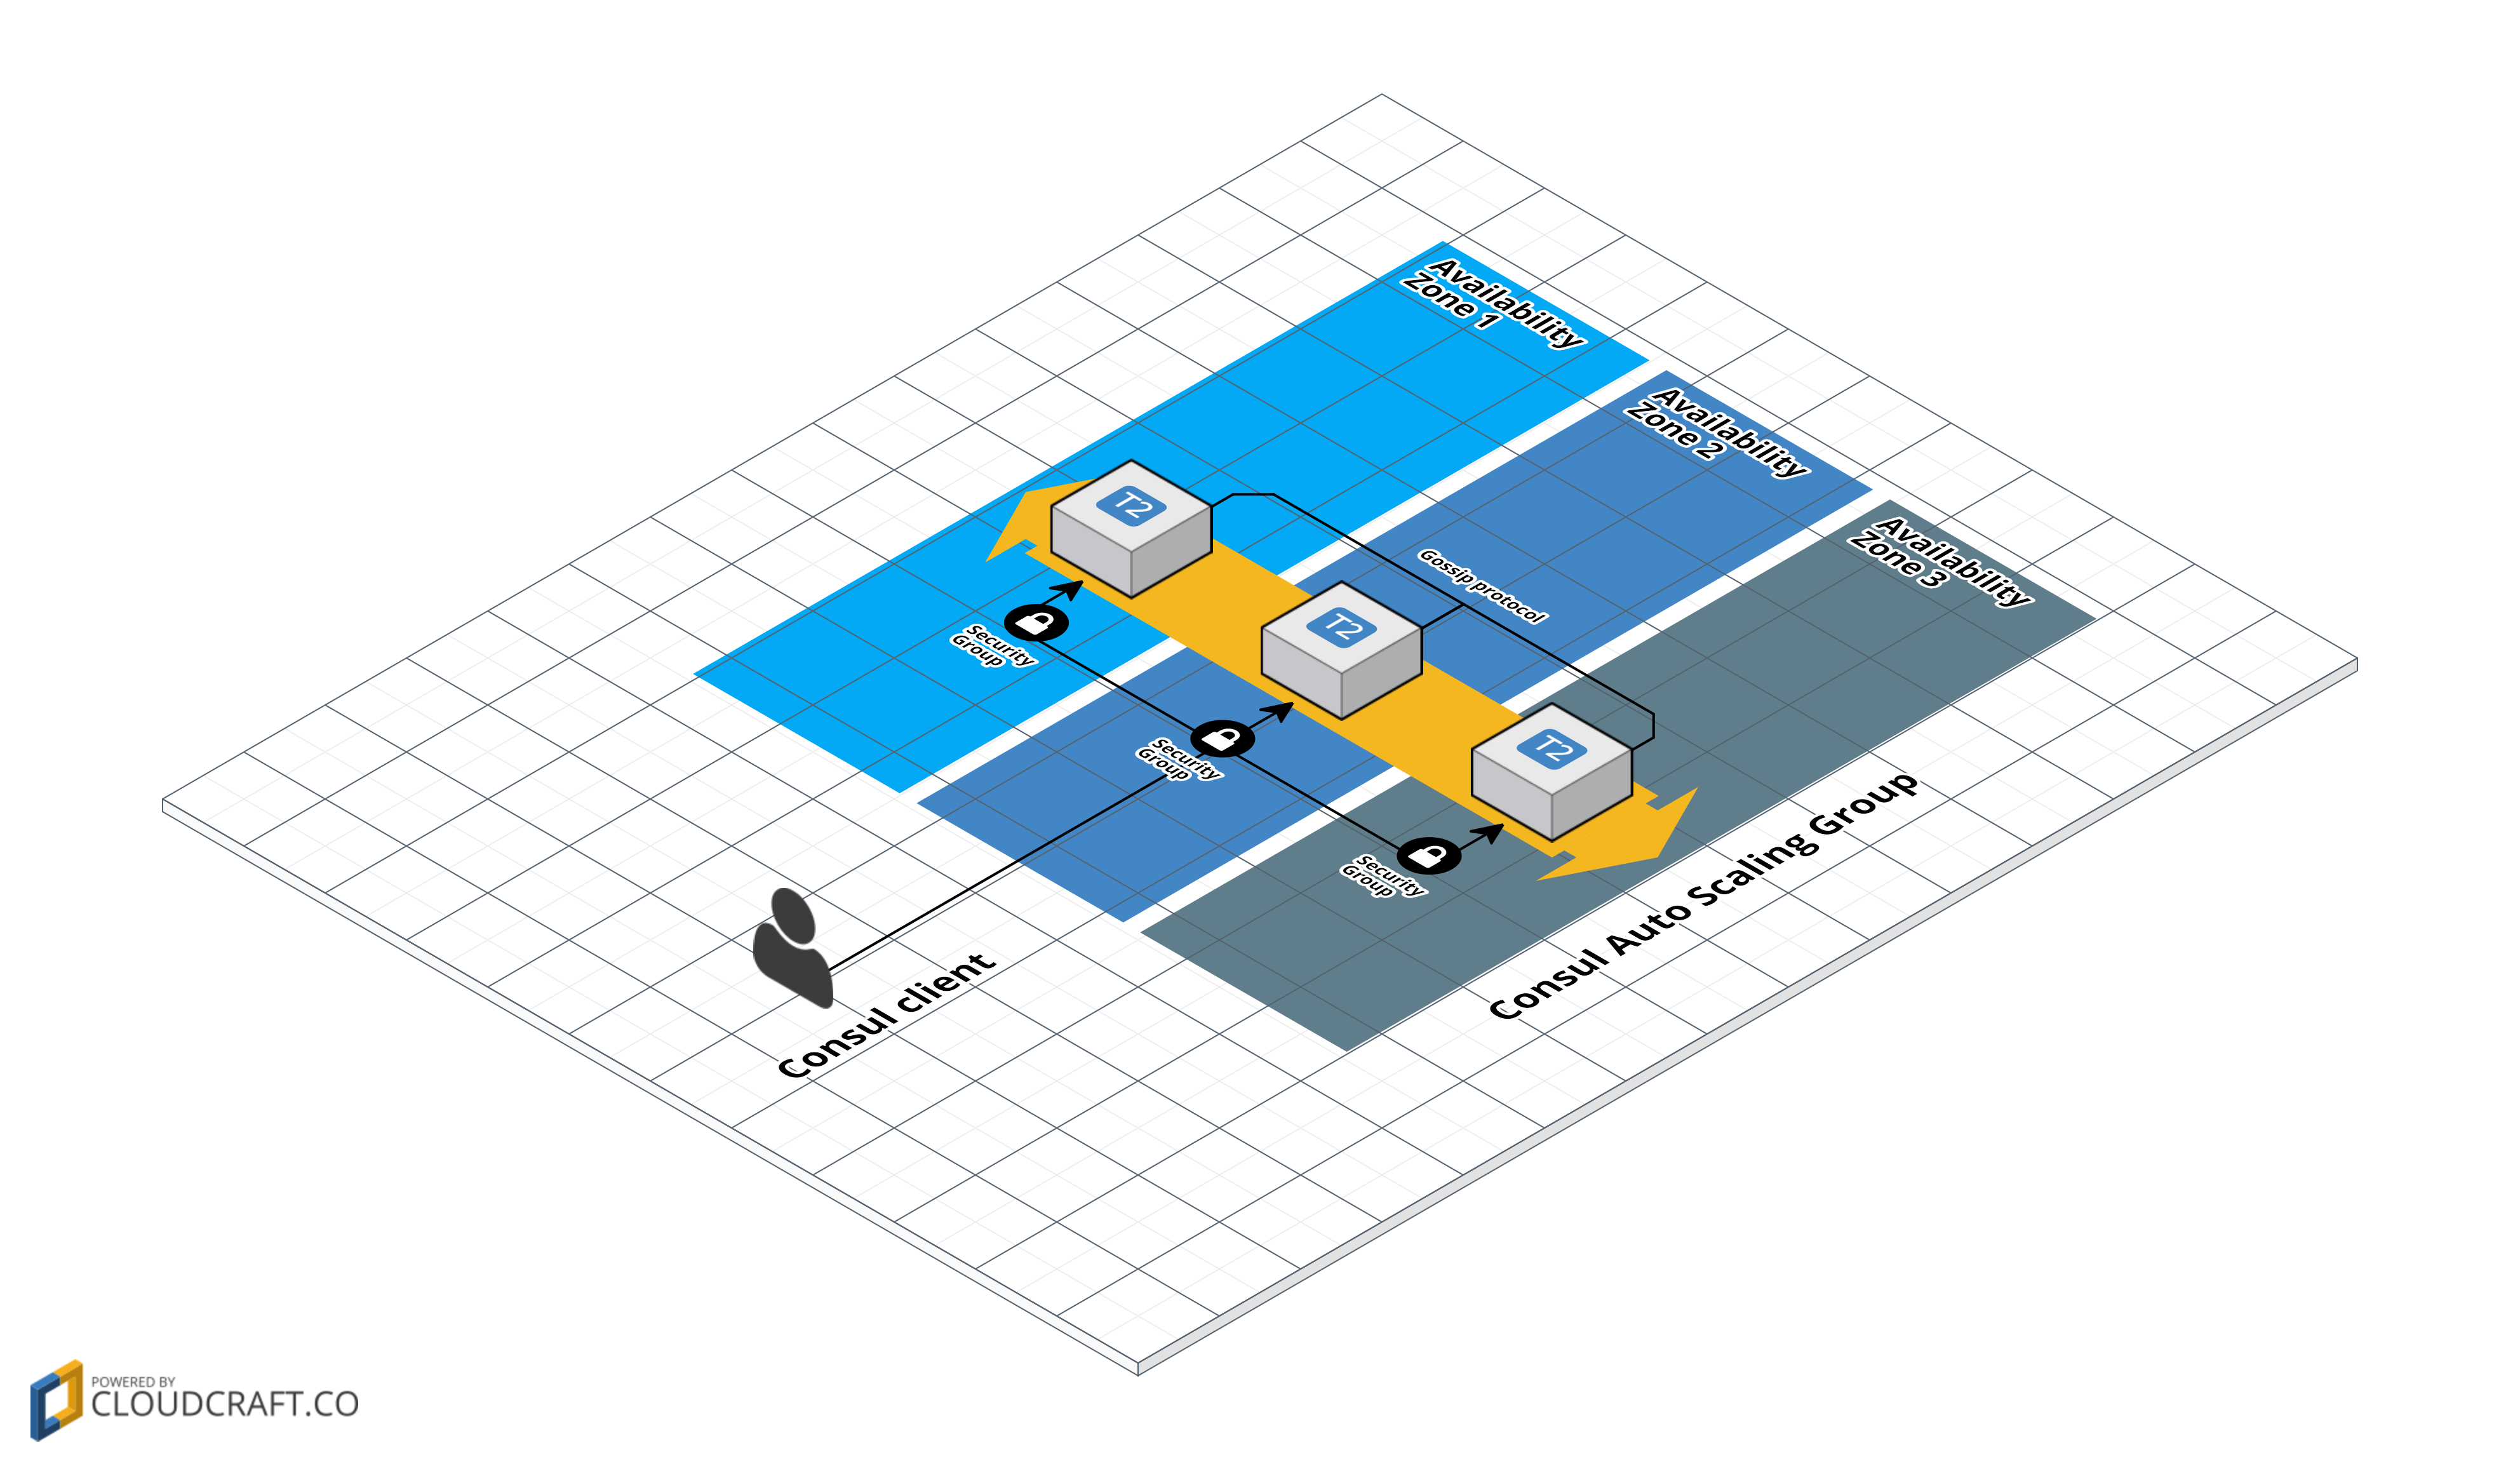 Availability
Zone 1
Availability
Zone 2
Availability
Zone 3
T2
T2
T2
Gossip protocol
Security
Group
Security
Group
Security
Group
Consul client
Consul Auto Scaling Group
POWERED BY
CLOUDCRAFT.CO